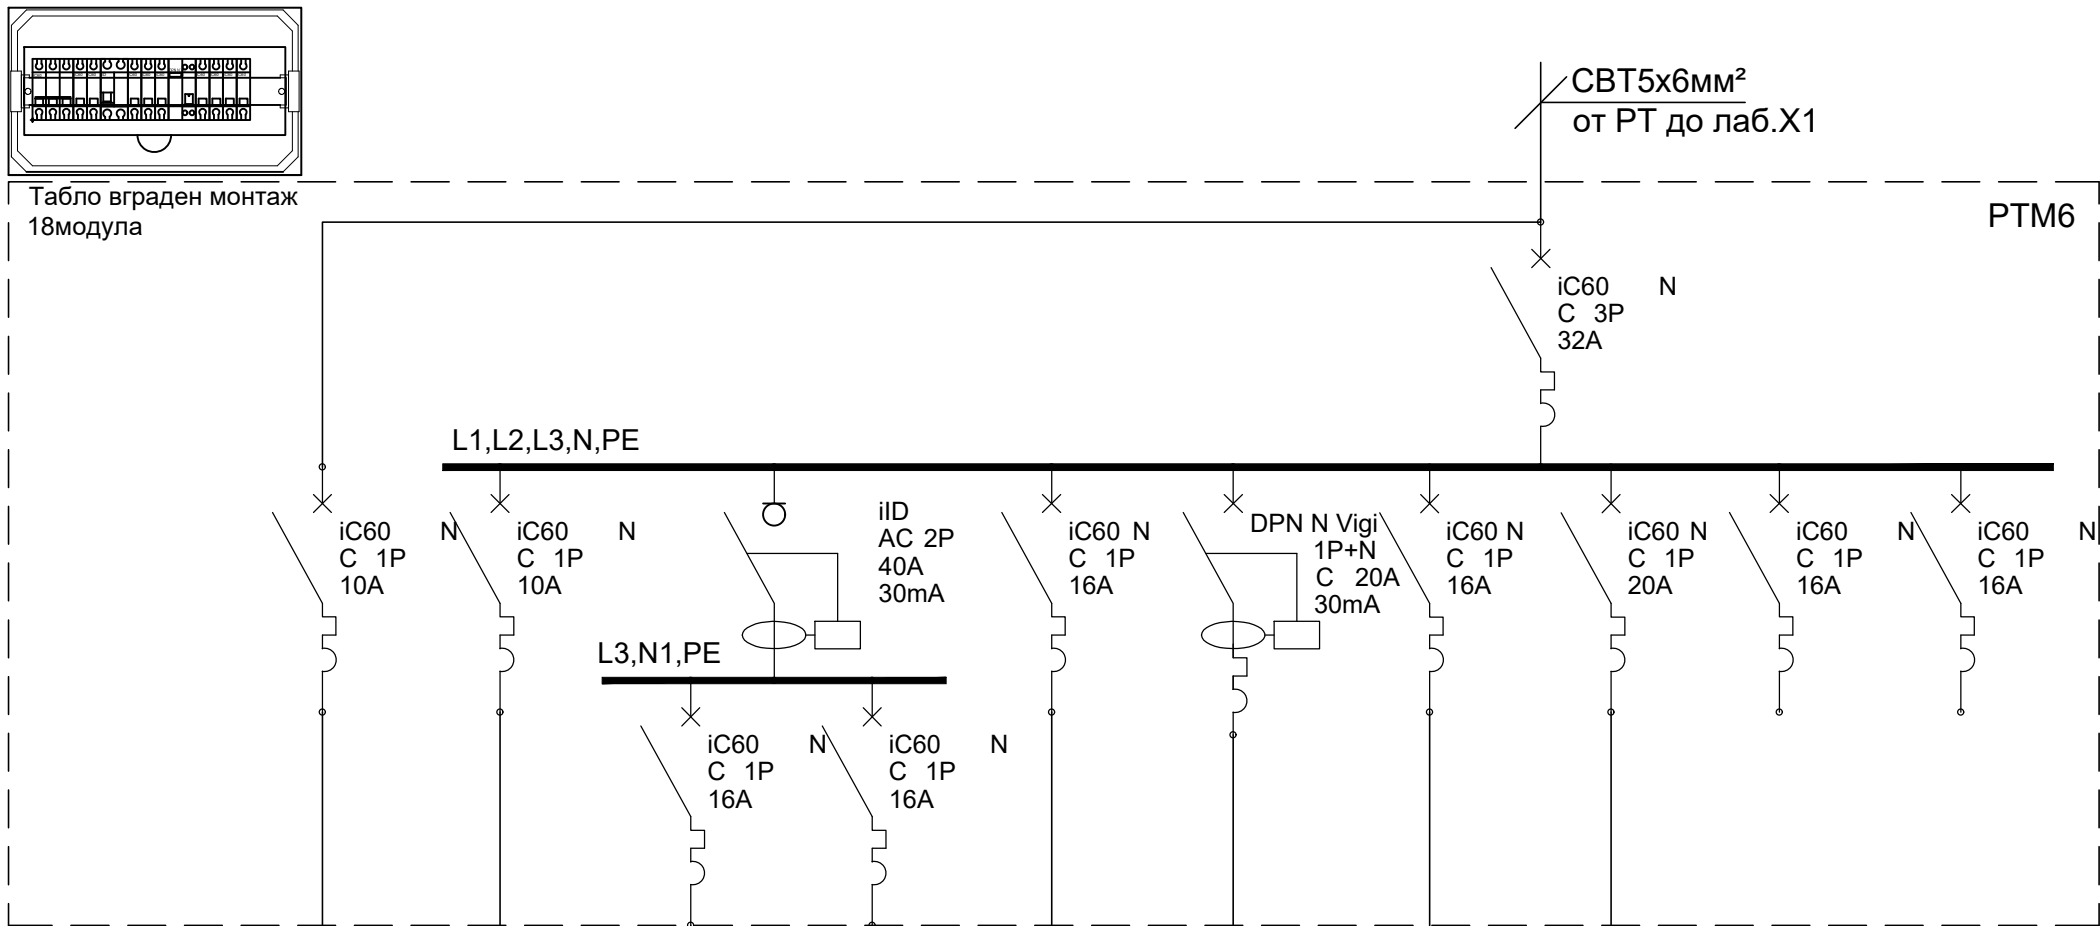 СВТ5х6мм²
от РТ до лаб.Х1
Табло вграден монтаж
18модула
РТМ6
iC60 N
C 3P
32A
L1,L2,L3,N,PE
iC60 N
C 1P
10A
iC60 N
C 1P
10A
iID
AC 2P
40A
30mA
iC60 N
C 1P
16A
DPN N Vigi
1P+N
C 20A
30mA
iC60 N
C 1P
16A
iC60 N
C 1P
20A
iC60 N
C 1P
16A
iC60 N
C 1P
16A
L3,N1,PE
iC60 N
C 1P
16A
iC60 N
C 1P
16A